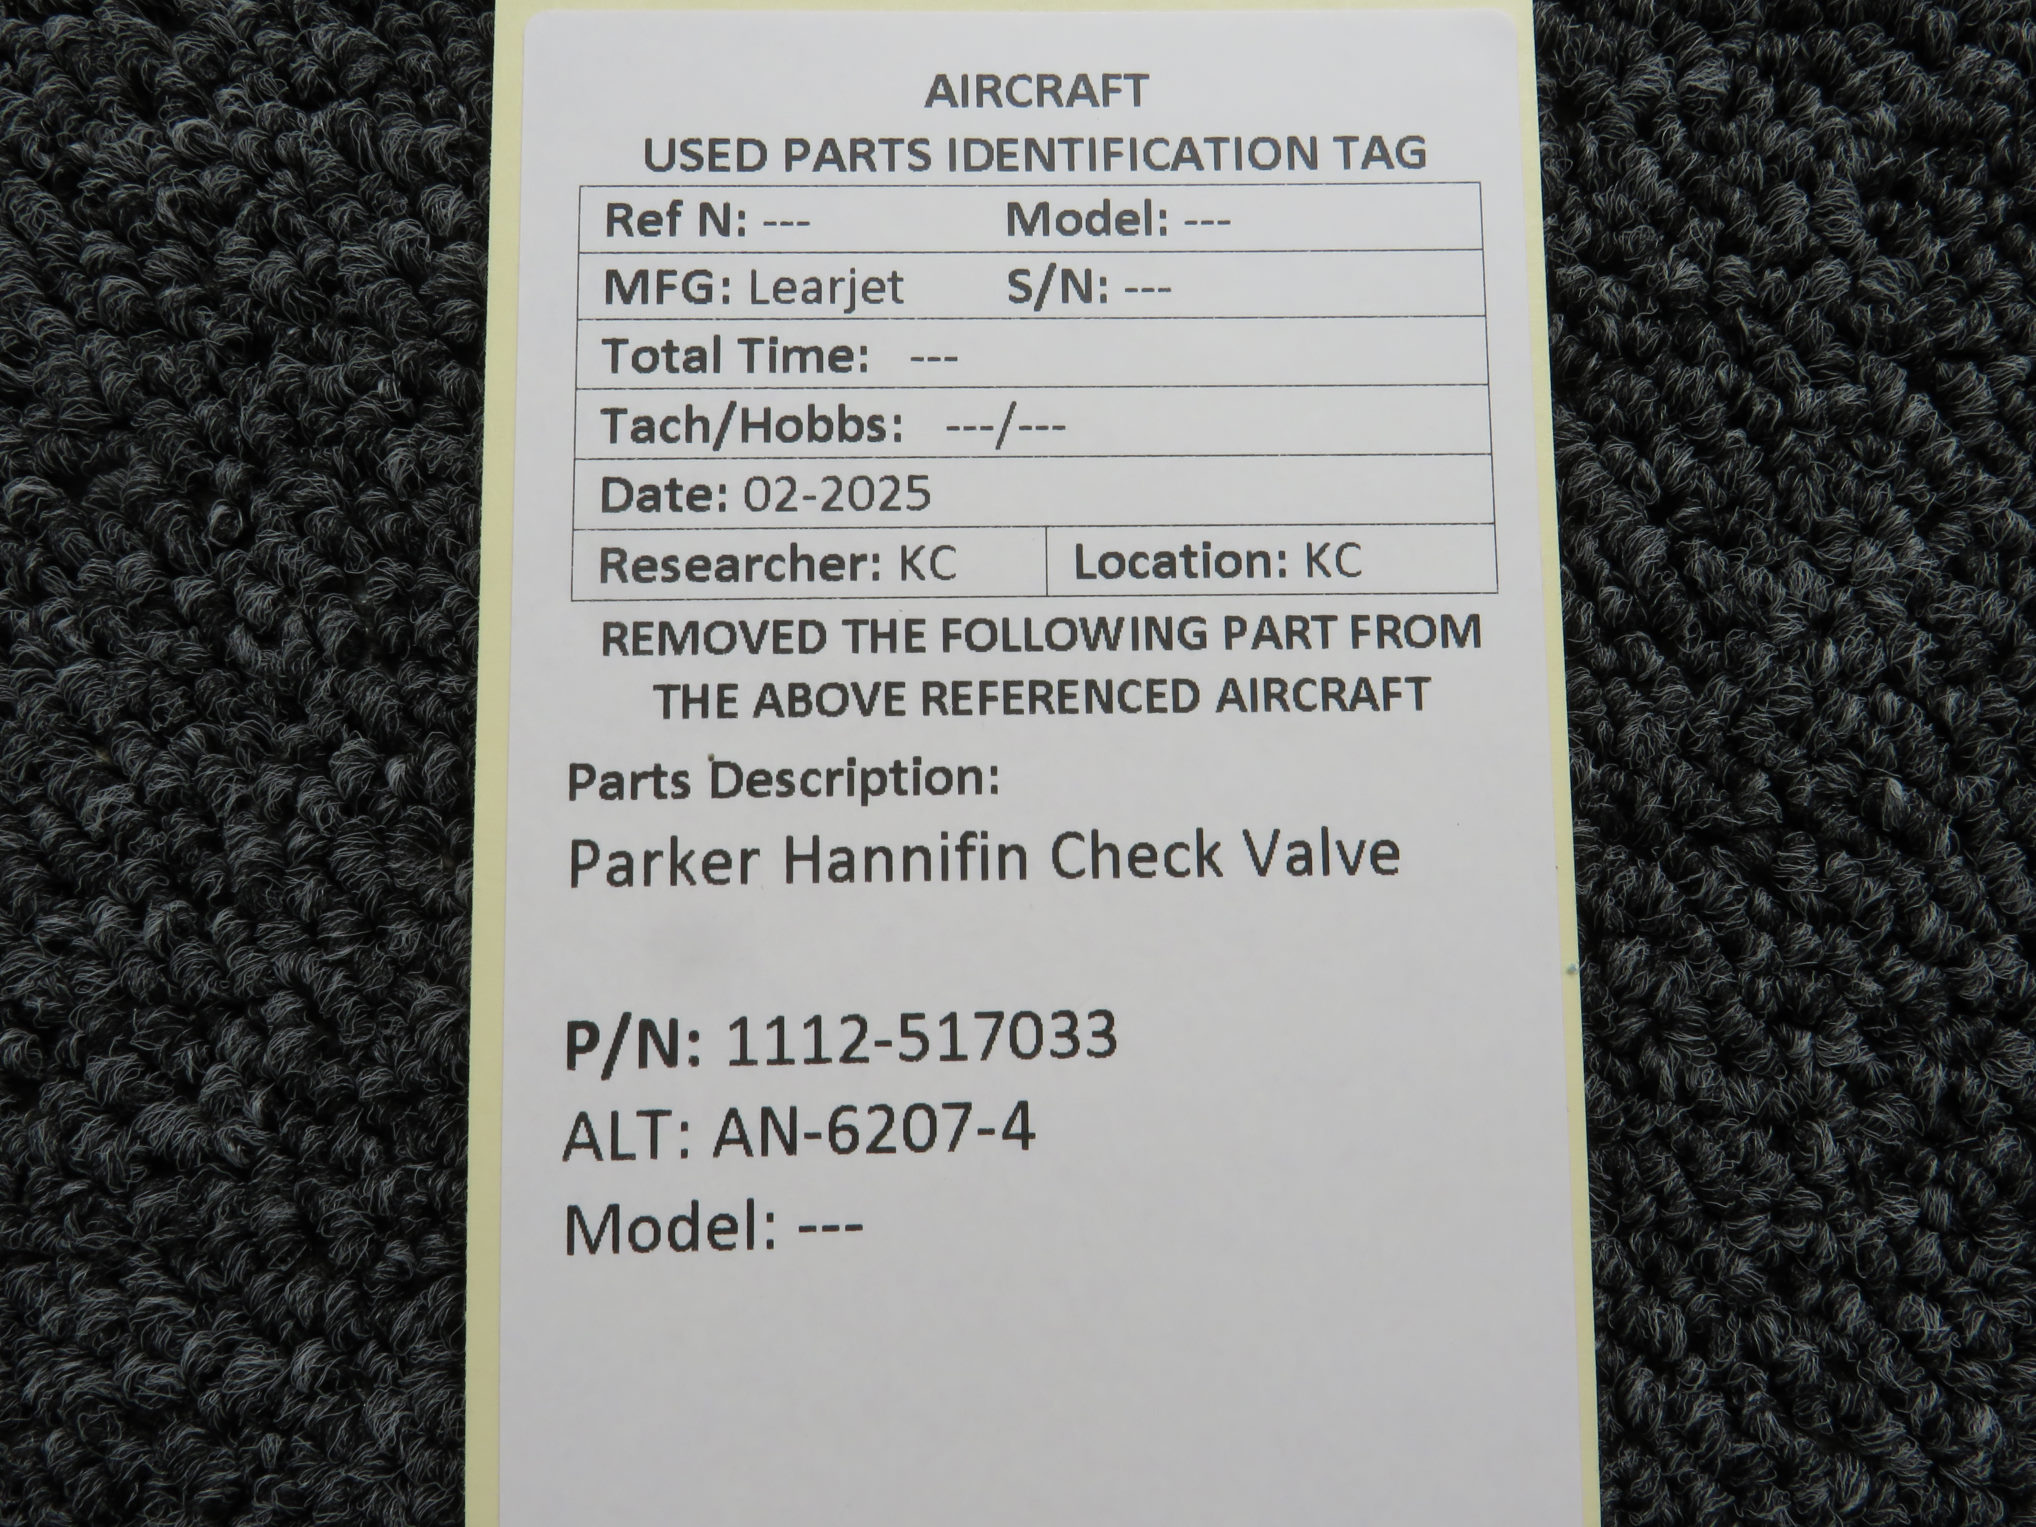 AIRCRAFT
USED PARTS IDENTIFICATION TAG
Ref N: --- Model: ---
MFG: Learjet S/N: ---
Total Time: ---
Tach/Hobbs: ---/---
Date: 02-2025
Researcher: KC Location: KC
REMOVED THE FOLLOWING PART FROM
THE ABOVE REFERENCED AIRCRAFT
Parts Description:
Parker Hannifin Check Valve
P/N: 1112-517033
ALT: AN-6207-4
Model: ---